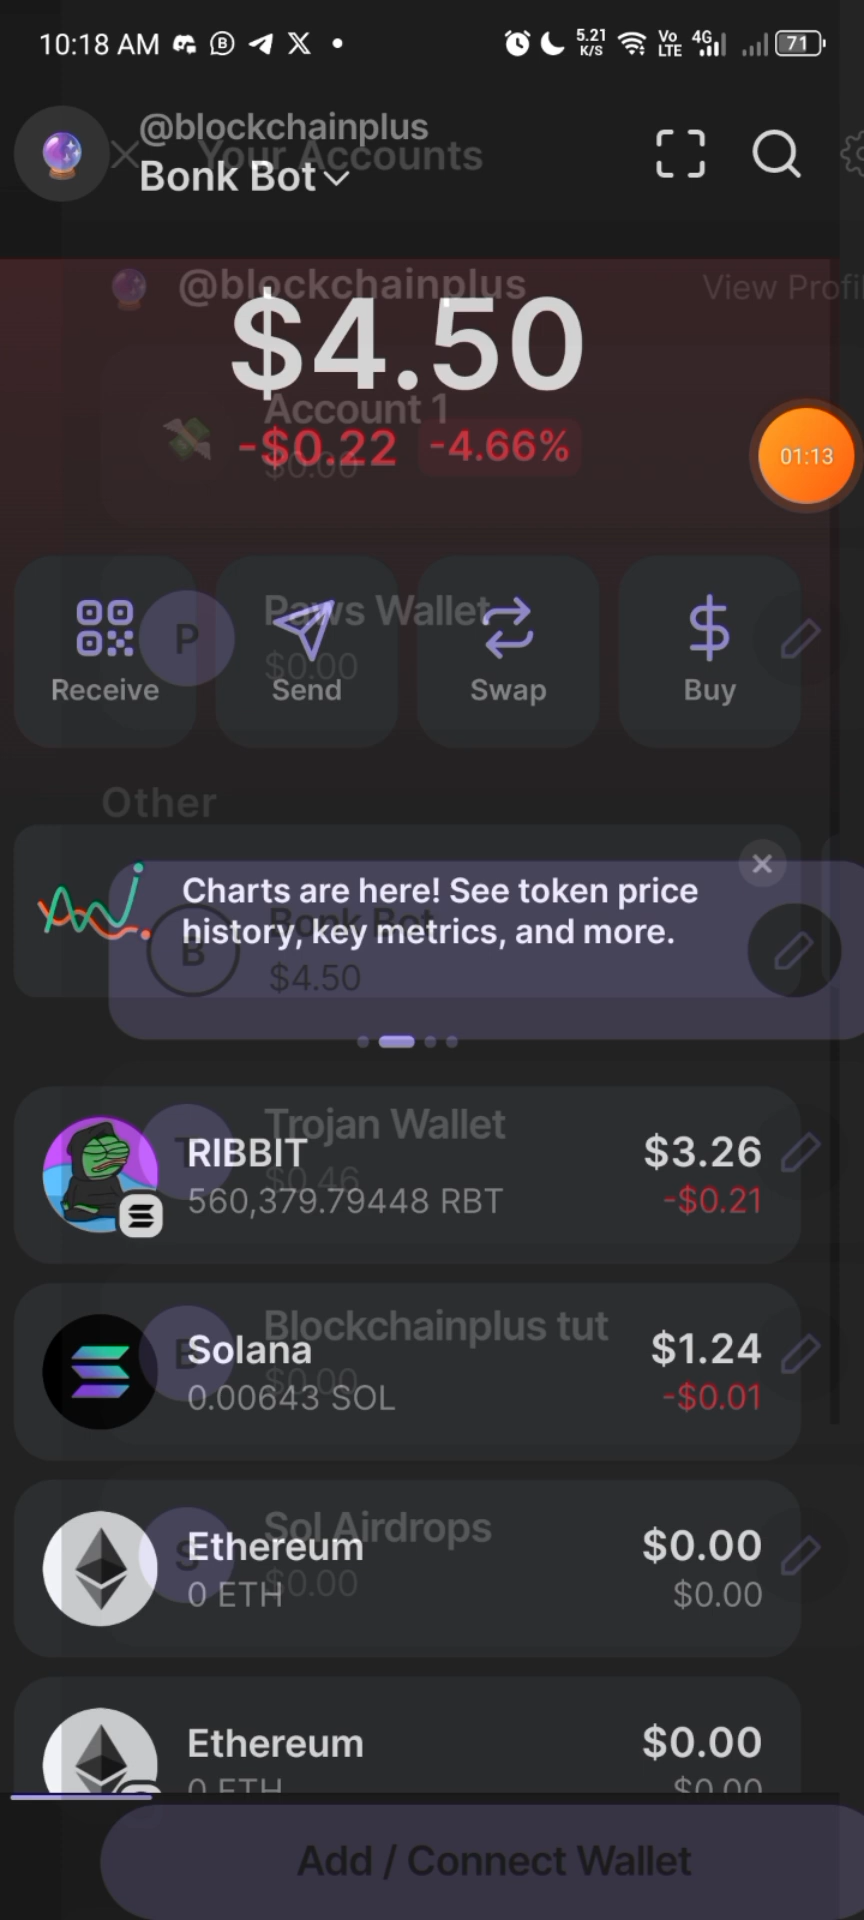 10:18 AM
5.21 K/S
Vo LTE
4G
71
@blockchainplus
Your Accounts
Bonk Bot
@blockchainplus
View Profi
$4.50
Account 1
-$0.22 -4.66%
$0.00
01:13
Paws Wallet
P
$0.00
Receive
Send
Swap
Buy
Other
Charts are here! See token price
history, key metrics, and more.
Bonk Bot
B
$4.50
Trojan Wallet
T
RIBBIT
$3.26
$0.46
560,379.79448 RBT
-$0.21
Blockchainplus tut
B
Solana
$1.24
$0.00
0.00643 SOL
-$0.01
Sol Airdrops
S
Ethereum
$0.00
$0.00
0 ETH
$0.00
Ethereum
$0.00
0 ETH
$0.00
Add / Connect Wallet